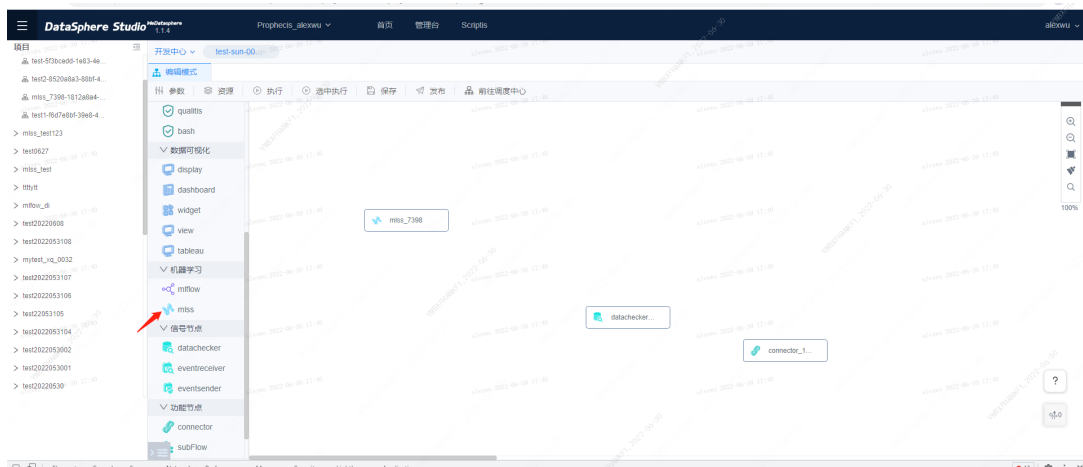 DataSphere Studio WeDatasphere 1.1.4 Prophecis_alexwu 首页 管理台 Scriptis alexwu
项目
test-5f3bcedd-1e83-4e...
test2-8520a8a3-88bf-4...
mlss_7398-1812a8a4-...
test1-f6d7e8bf-39e8-4...
mlss_test123
test0627
mlss_test
ttttytt
mlflow_di
test20220608
test2022053108
mytest_xq_0032
test2022053107
test2022053106
test22053105
test2022053104
test2022053002
test2022053001
test20220530
开发中心 test-sun-00...
编辑模式
参数 资源 执行 选中执行 保存 发布 前往调度中心
qualitis
bash
数据可视化
display
dashboard
widget
view
tableau
机器学习
mlflow
mlss
信号节点
datachecker
eventreceiver
eventsender
功能节点
connector
subFlow
mlss_7398
datachecker...
connector_1...
100%
?